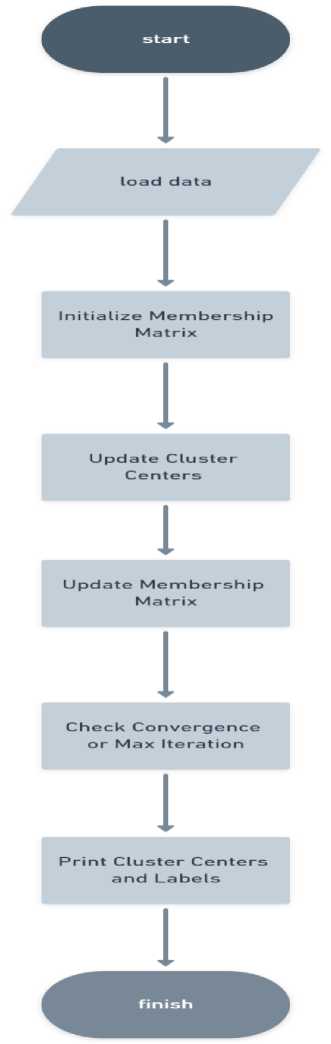 start
load data
Initialize Membership
Matrix
Update Cluster
Centers
Update Membership
Matrix
Check Convergence
or Max Iteration
Print Cluster Centers
and Labels
finish